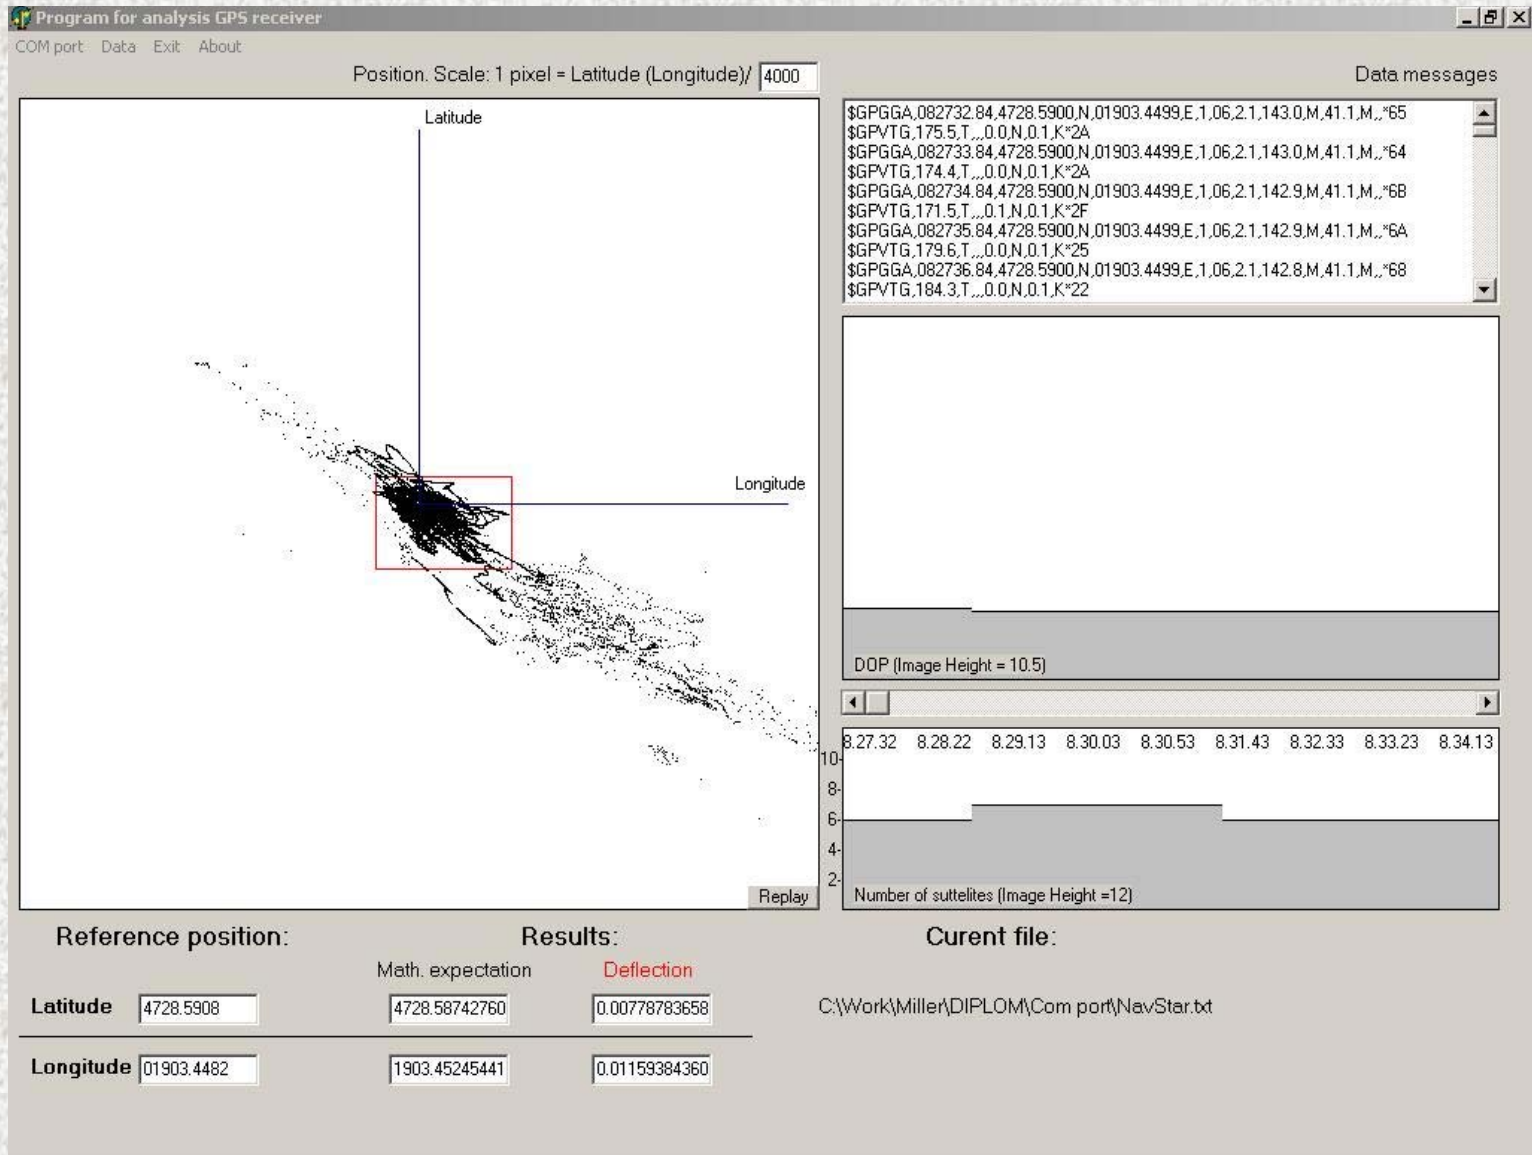 Program for analysis GPS receiver
COM port Data Exit About
Position. Scale: 1 pixel = Latitude (Longitude)/ 4000
Data messages
Latitude
Longitude
$GPGGA,082732.84,4728.5900,N,01903.4499,E,1,06,2.1,143.0,M,41.1,M,,*65
$GPVTG,175.5,T,,,0.0,N,0.1,K*2A
$GPGGA,082733.84,4728.5900,N,01903.4499,E,1,06,2.1,143.0,M,41.1,M,,*64
$GPVTG,174.4,T,,,0.0,N,0.1,K*2A
$GPGGA,082734.84,4728.5900,N,01903.4499,E,1,06,2.1,142.9,M,41.1,M,,*6B
$GPVTG,171.5,T,,,0.1,N,0.1,K*2F
$GPGGA,082735.84,4728.5900,N,01903.4499,E,1,06,2.1,142.9,M,41.1,M,,*6A
$GPVTG,179.6,T,,,0.0,N,0.1,K*25
$GPGGA,082736.84,4728.5900,N,01903.4499,E,1,06,2.1,142.8,M,41.1,M,,*68
$GPVTG,184.3,T,,,0.0,N,0.1,K*22
DOP (Image Height = 10.5)
8.27.32 8.28.22 8.29.13 8.30.03 8.30.53 8.31.43 8.32.33 8.33.23 8.34.13
10-
8-
6-
4-
2-
Number of suttelites (Image Height =12)
Replay
Reference position: Results: Curent file:
Math. expectation Deflection
Latitude 4728.5908 4728.58742760 0.00778783658 C:\Work\Miller\DIPLOM\Com port\NavStar.txt
Longitude 01903.4482 1903.45245441 0.01159384360